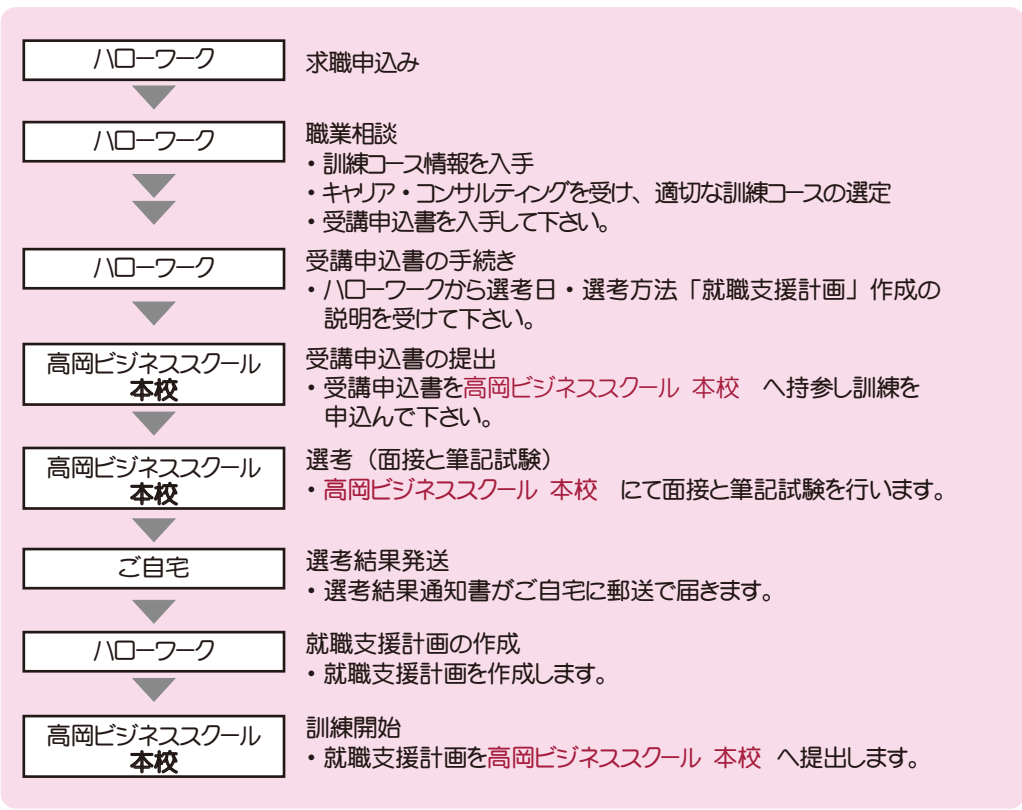 ハローワーク
求職申込み
ハローワーク
職業相談
・訓練コース情報を入手
・キャリア・コンサルティングを受け、適切な訓練コースの選定
・受講申込書を入手して下さい。
ハローワーク
受講申込書の手続き
・ハローワークから選考日・選考方法「就職支援計画」作成の
説明を受けて下さい。
高岡ビジネススクール
本校
受講申込書の提出
・受講申込書を高岡ビジネススクール 本校 へ持参し訓練を
申込んで下さい。
高岡ビジネススクール
本校
選考（面接と筆記試験）
・高岡ビジネススクール 本校 にて面接と筆記試験を行います。
ご自宅
選考結果発送
・選考結果通知書がご自宅に郵送で届きます。
ハローワーク
就職支援計画の作成
・就職支援計画を作成します。
高岡ビジネススクール
本校
訓練開始
・就職支援計画を高岡ビジネススクール 本校 へ提出します。